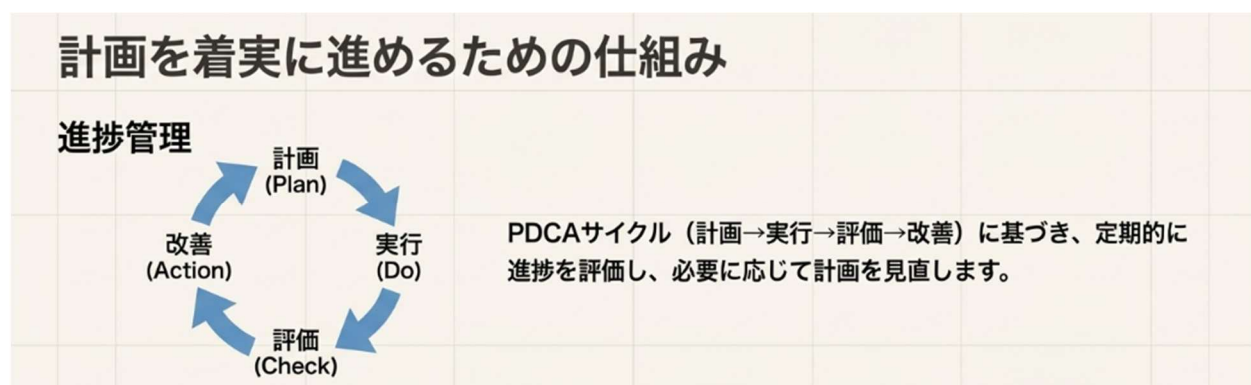 計画を着実に進めるための仕組み
進捗管理
計画
(Plan)
実行
(Do)
評価
(Check)
改善
(Action)
PDCAサイクル（計画→実行→評価→改善）に基づき、定期的に
進捗を評価し、必要に応じて計画を見直します。